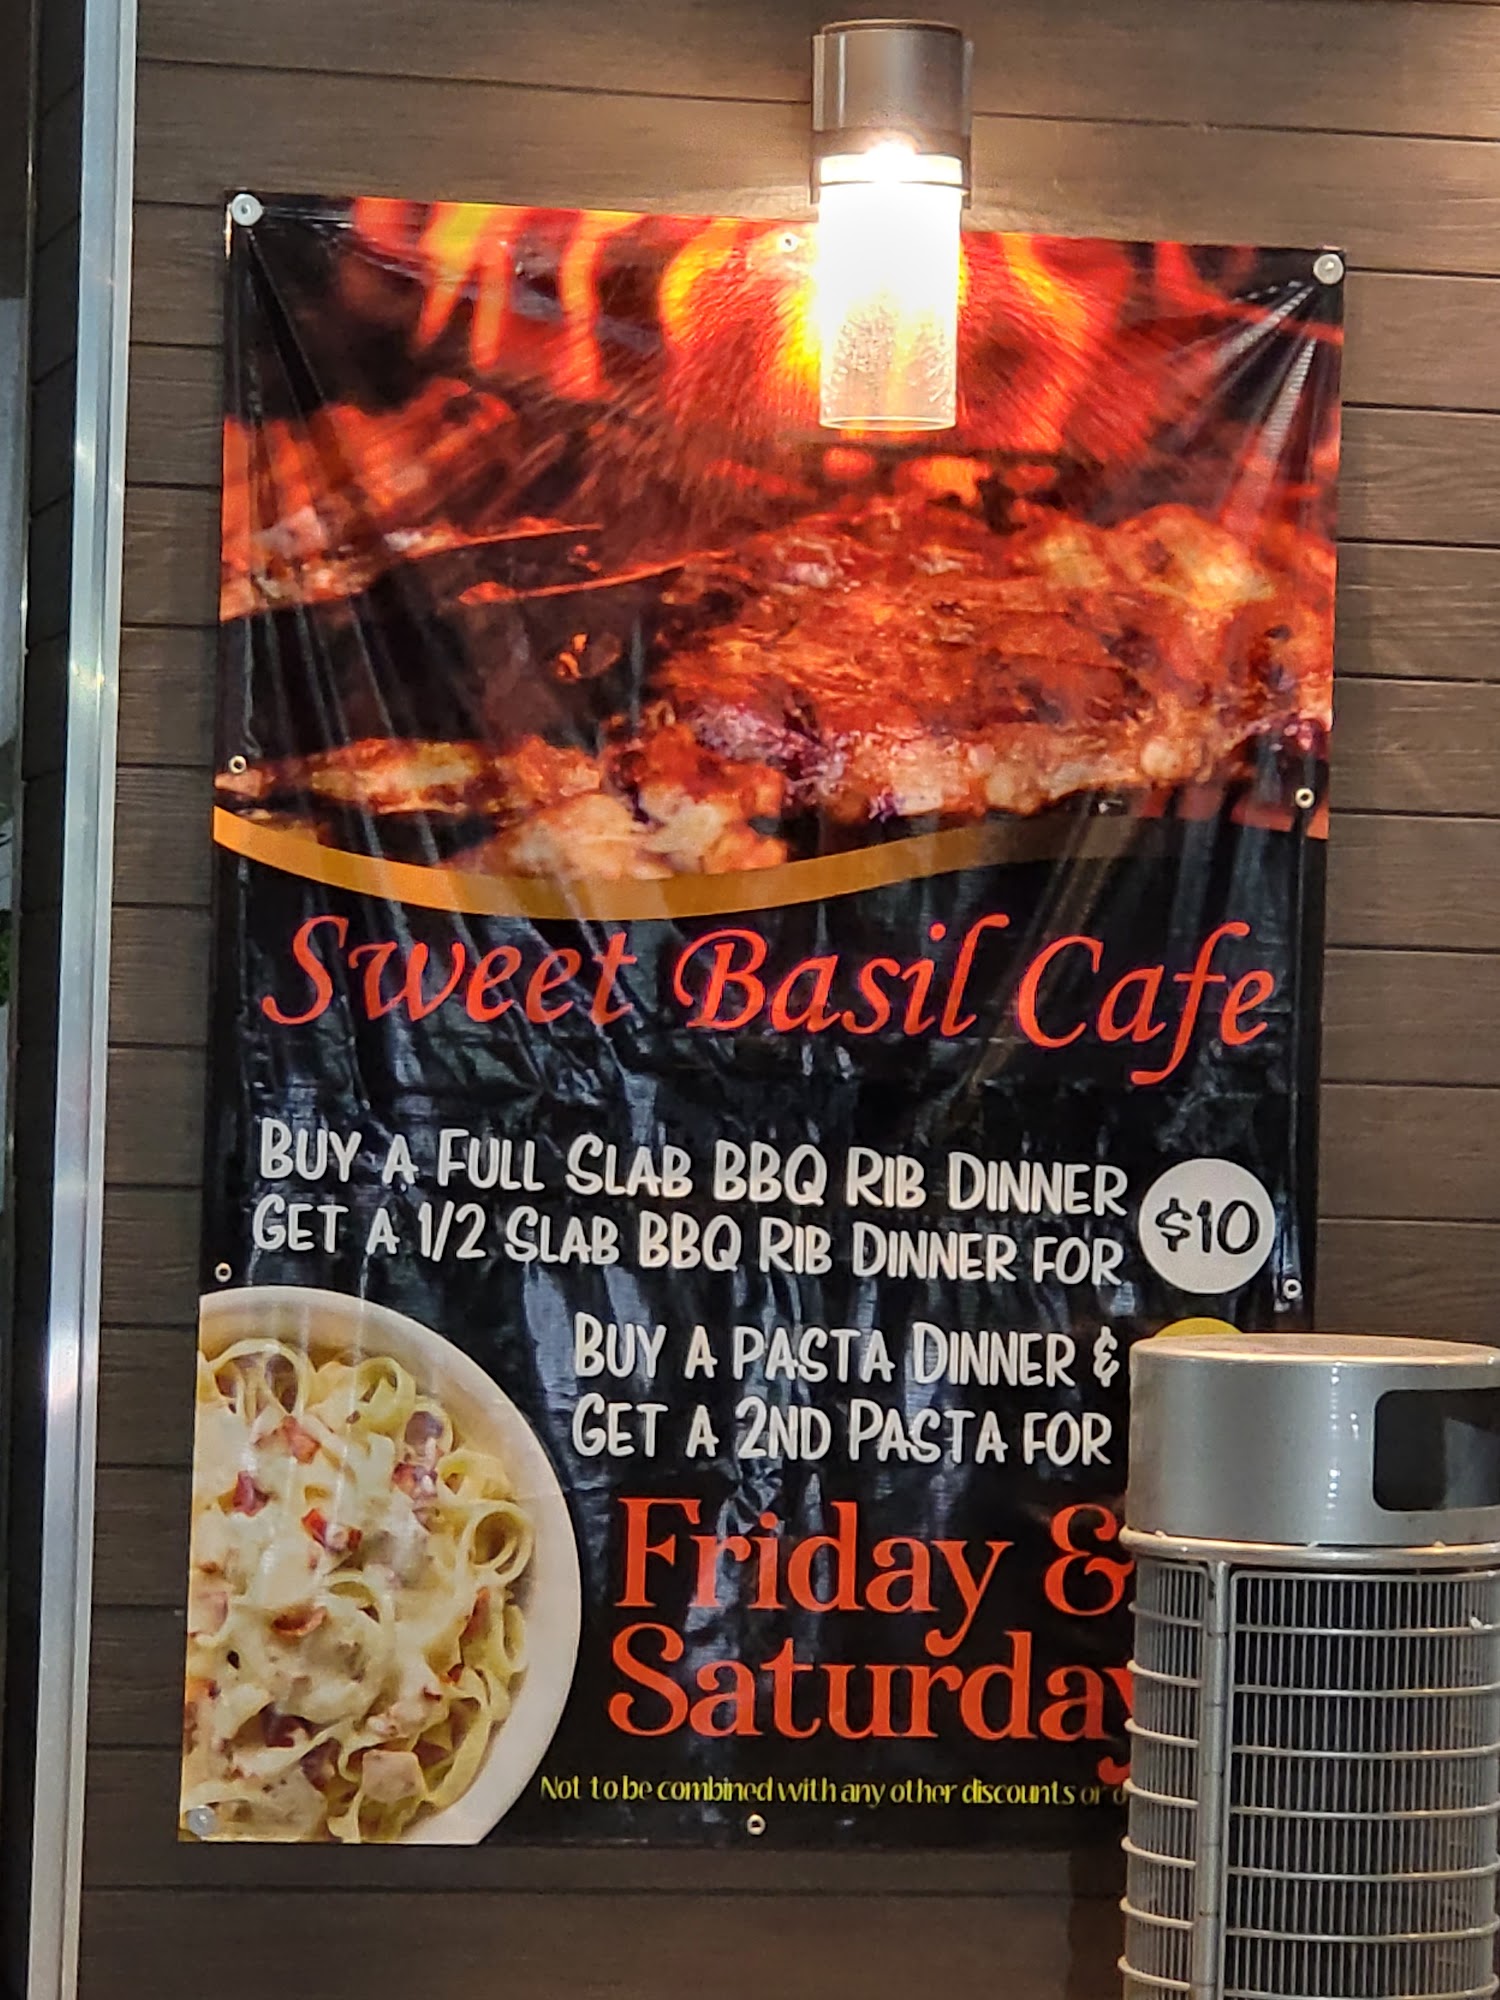 Sweet Basil Cafe
Buy a Full Slab BBQ Rib Dinner
Get a 1/2 Slab BBQ Rib Dinner for
$10
Buy a pasta Dinner &
Get a 2nd Pasta for
Friday &
Saturday
Not to be combined with any other discounts or